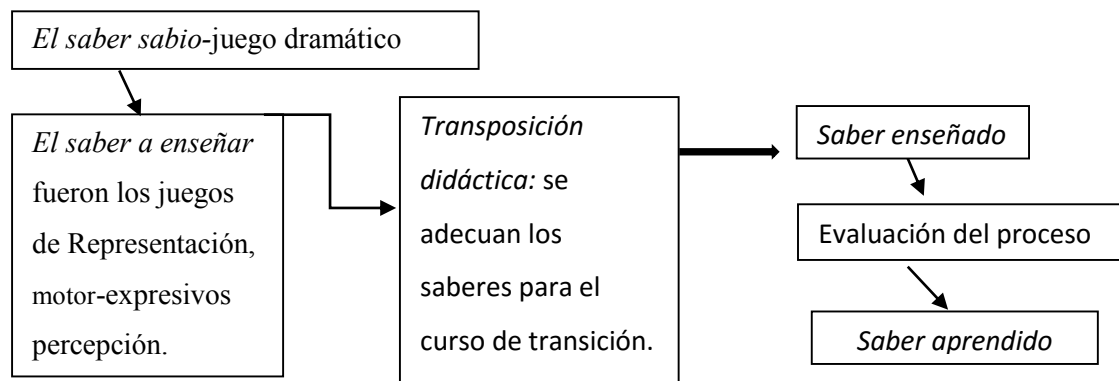 El saber sabio-juego dramático
El saber a enseñar
fueron los juegos
de Representación,
motor-expresivos
percepción.
Transposición
didáctica: se
adecuan los
saberes para el
curso de transición.
Saber enseñado
Evaluación del proceso
Saber aprendido